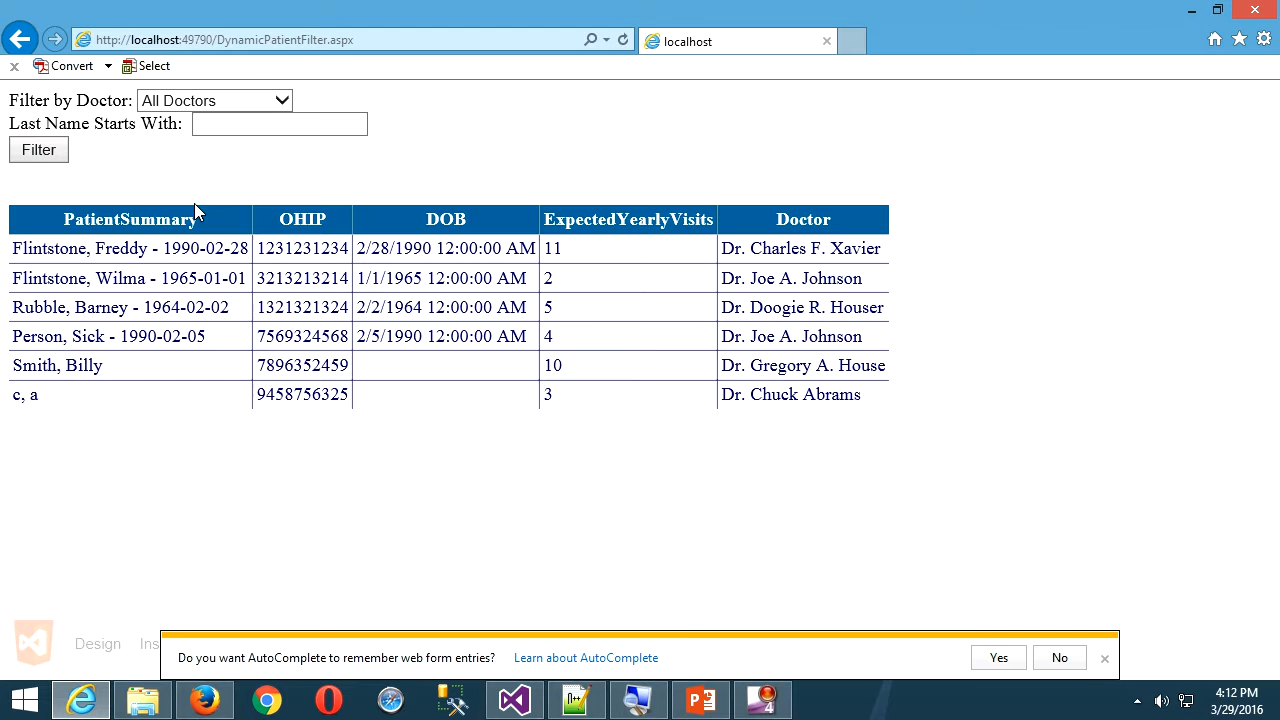 http://localhost:49790/DynamicPatientFilter.aspx
localhost
x Convert Select
Filter by Doctor: All Doctors
Last Name Starts With:
Filter
PatientSummary OHIP DOB ExpectedYearlyVisits Doctor
Flintstone, Freddy - 1990-02-28 1231231234 2/28/1990 12:00:00 AM 11 Dr. Charles F. Xavier
Flintstone, Wilma - 1965-01-01 3213213214 1/1/1965 12:00:00 AM 2 Dr. Joe A. Johnson
Rubble, Barney - 1964-02-02 1321321324 2/2/1964 12:00:00 AM 5 Dr. Doogie R. Houser
Person, Sick - 1990-02-05 7569324568 2/5/1990 12:00:00 AM 4 Dr. Joe A. Johnson
Smith, Billy 7896352459 10 Dr. Gregory A. House
c, a 9458756325 3 Dr. Chuck Abrams
Design Ins
Do you want AutoComplete to remember web form entries? Learn about AutoComplete Yes No
4:12 PM
3/29/2016